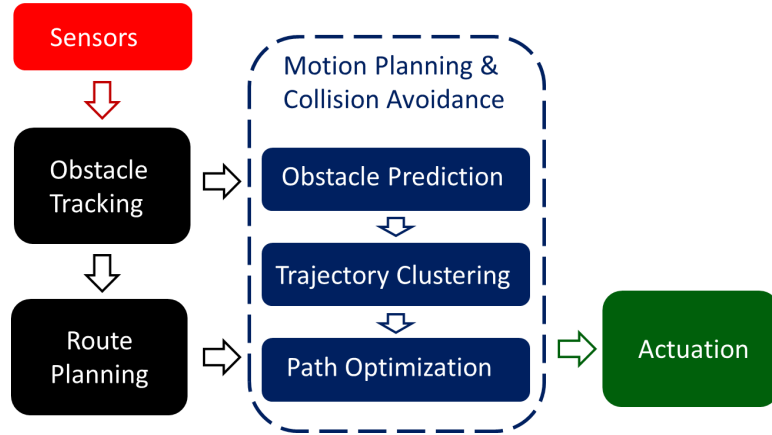 Sensors
Obstacle
Tracking
Route
Planning
Motion Planning &
Collision Avoidance
Obstacle Prediction
Trajectory Clustering
Path Optimization
Actuation